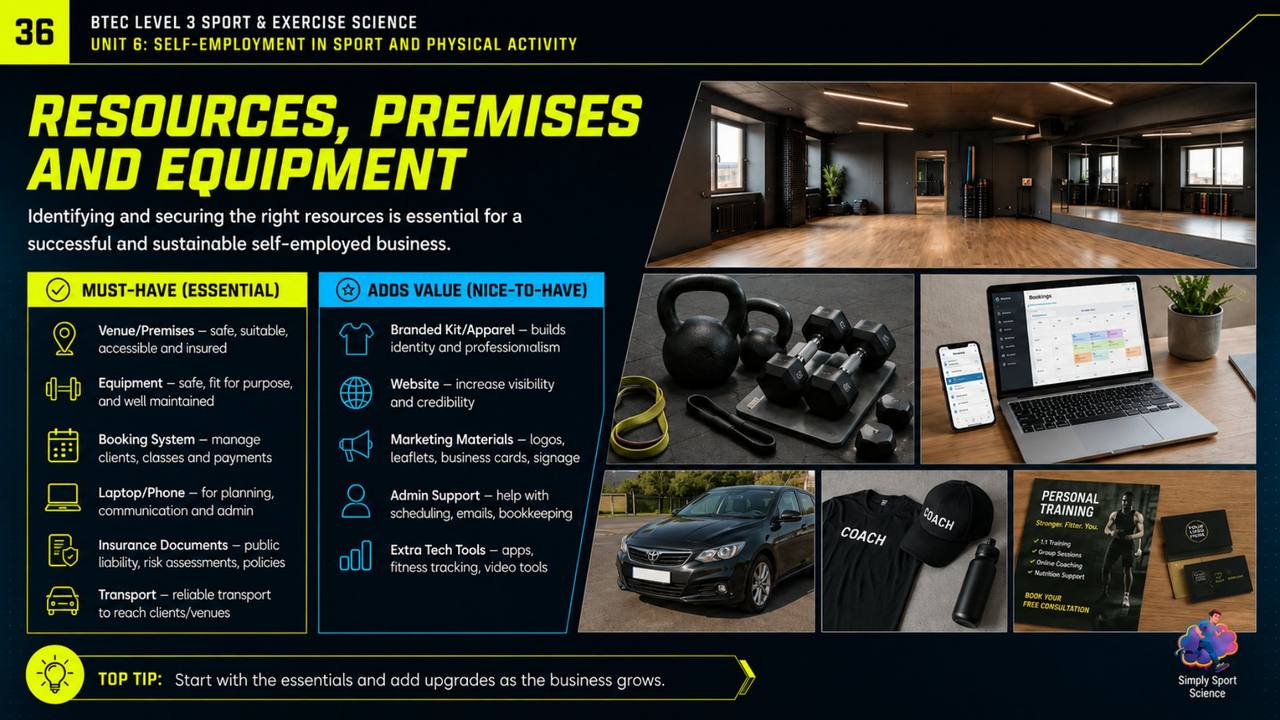 36
BTEC LEVEL 3 SPORT & EXERCISE SCIENCE
UNIT 6: SELF-EMPLOYMENT IN SPORT AND PHYSICAL ACTIVITY
RESOURCES, PREMISES
AND EQUIPMENT
Identifying and securing the right resources is essential for a
successful and sustainable self-employed business.
MUST-HAVE (ESSENTIAL)
Venue/Premises – safe, suitable,
accessible and insured
Equipment – safe, fit for purpose,
and well maintained
Booking System – manage
clients, classes and payments
Laptop/Phone – for planning,
communication and admin
Insurance Documents – public
liability, risk assessments, policies
Transport – reliable transport
to reach clients/venues
ADDS VALUE (NICE-TO-HAVE)
Branded Kit/Apparel – builds
identity and professionalism
Website – increase visibility
and credibility
Marketing Materials – logos,
leaflets, business cards, signage
Admin Support – help with
scheduling, emails, bookkeeping
Extra Tech Tools – apps,
fitness tracking, video tools
Bookings
COACH
COACH
PERSONAL
TRAINING
Stronger. Fitter. You.
1:1 Training
Group Sessions
Online Coaching
Nutrition Support
BOOK YOUR
FREE CONSULTATION
TOP TIP: Start with the essentials and add upgrades as the business grows.
Simply Sport
Science